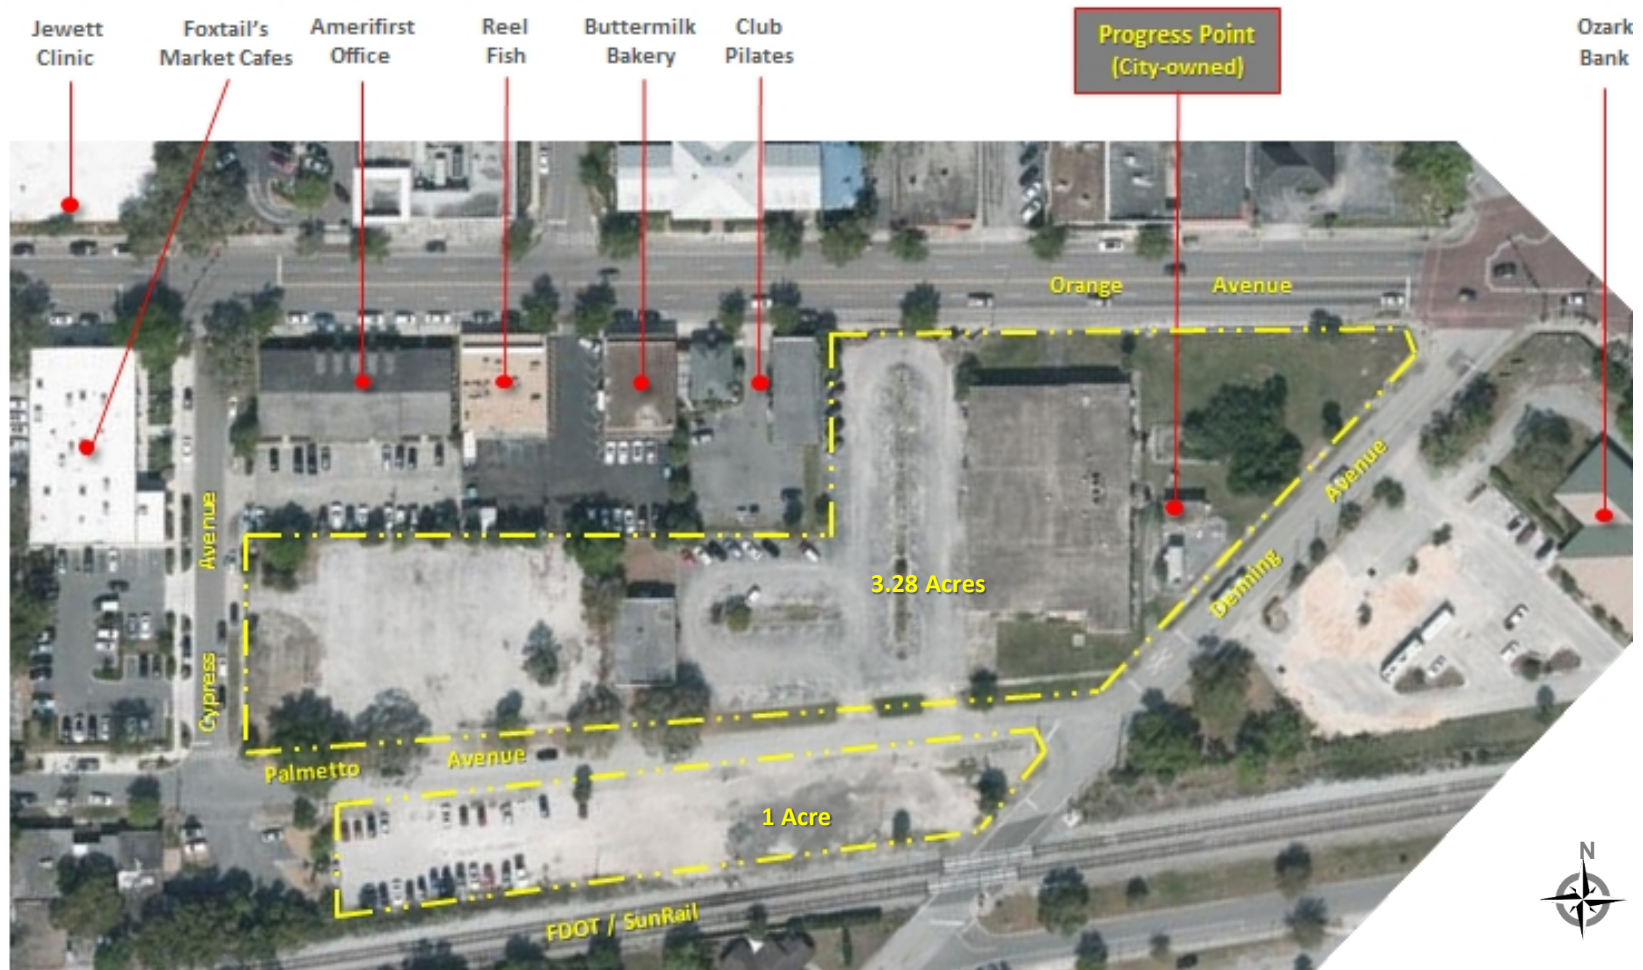 Jewett
Clinic
Foxtail's
Market Cafes
Amerifirst
Office
Reel
Fish
Buttermilk
Bakery
Club
Pilates
Progress Point
(City-owned)
Ozark
Bank
Orange Avenue
Cypress Avenue
Denning Avenue
3.28 Acres
Palmetto Avenue
1 Acre
FDOT / SunRail
N